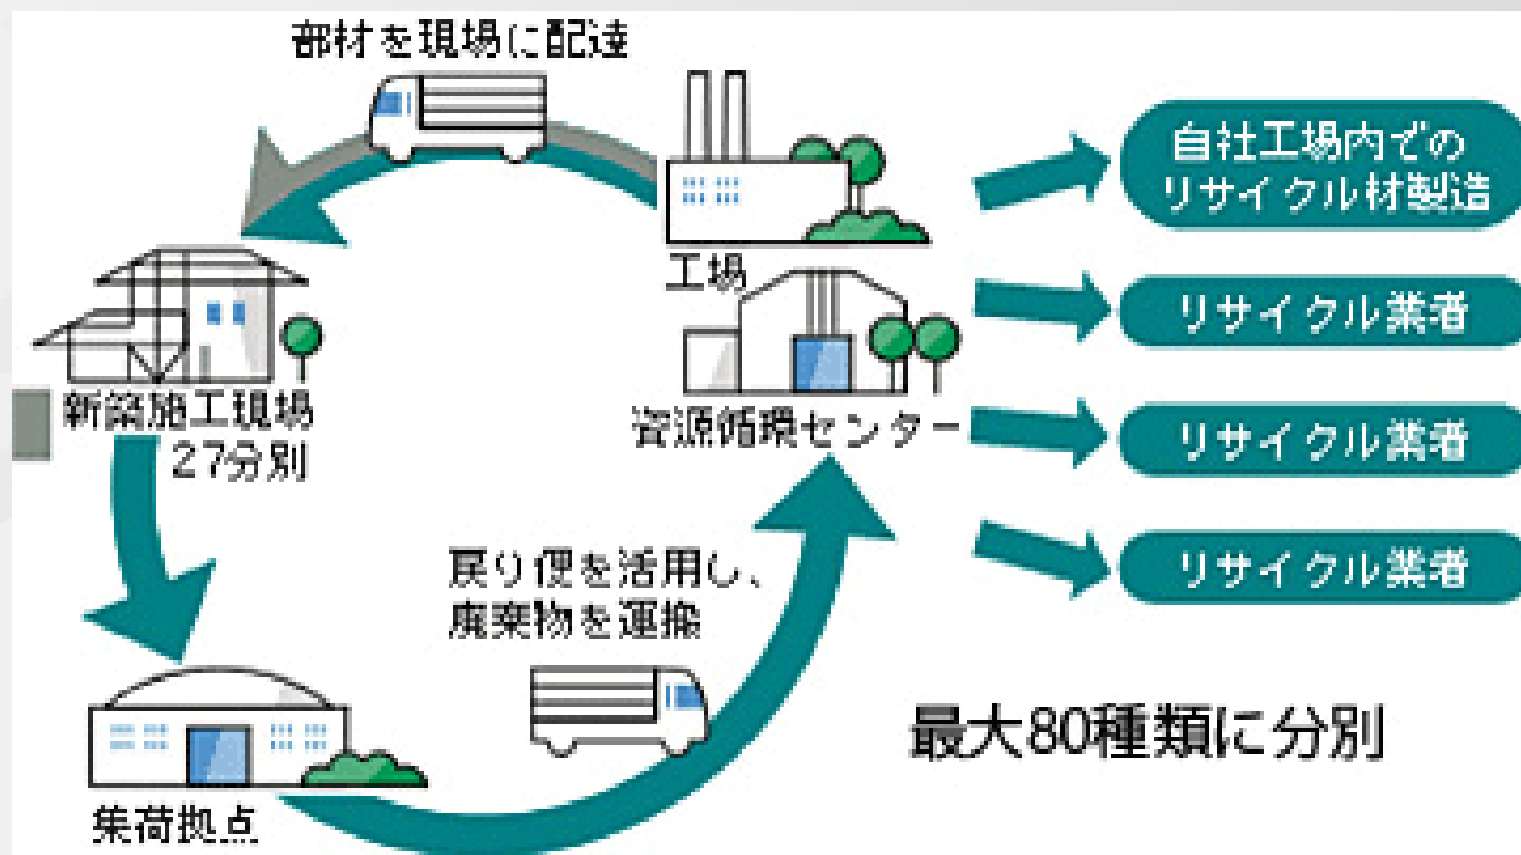 部材を現場に配達
工場
自社工場内での
リサイクル材製造
リサイクル業者
リサイクル業者
リサイクル業者
資源循環センター
新築施工現場
27分別
戻り便を活用し、
廃棄物を運搬
集荷拠点
最大80種類に分別